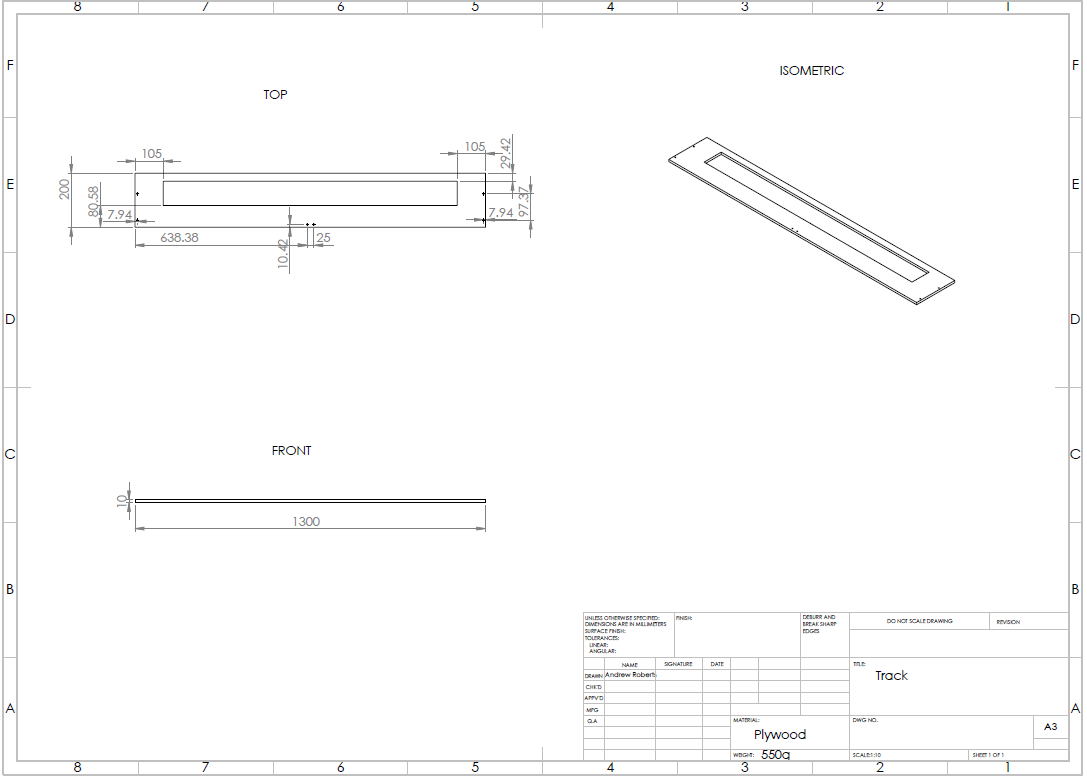 8 7 6 5 4 3 2 1
F F
ISOMETRIC
TOP
105 105 29.42
E E
200 80.58 7.94 7.94 97.37
638.38 10.42 25
D D
FRONT
C C
10
1300
B B
UNLESS OTHERWISE SPECIFIED:
DIMENSIONS ARE IN MILLIMETERS
SURFACE FINISH:
TOLERANCES:
LINEAR:
ANGULAR:
FINISH:
DEBURR AND
BREAK SHARP
EDGES
DO NOT SCALE DRAWING
REVISION
NAME SIGNATURE DATE
DRAWN Andrew Roberts
CHK'D
APPV'D
MFG
Q.A
TITLE:
Track
A A
MATERIAL:
Plywood
DWG NO.
A3
WEIGHT: 550g
SCALE:1:10
SHEET 1 OF 1
8 7 6 5 4 3 2 1